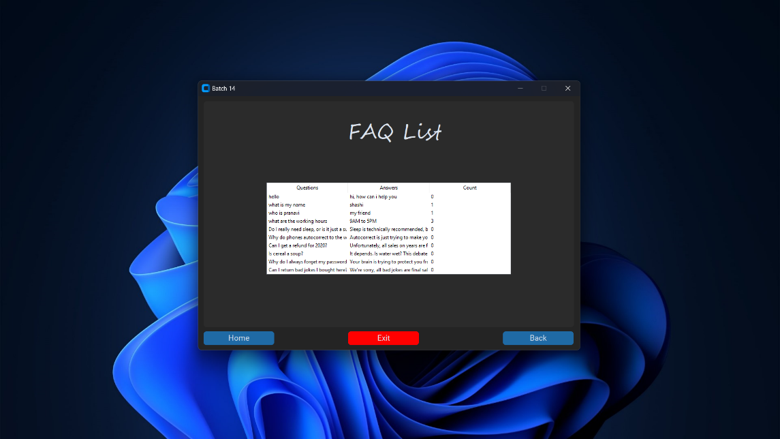 Batch 14
FAQ List
Questions Answers Count
hello hi, how can i help you 0
what is my name shashi 1
who is pranavi my friend 1
what are the working hours 9AM to 5PM 3
Do I really need sleep, or is it just a c Sleep is technically recommended, b 0
Why do phones autocorrect to the w Autocorrect is just trying to make yo 0
Can I get a refund for 2020? Unfortunately, all sales on years are f 0
Is cereal a soup? It depends. Is water wet? This debate 0
Why do I always forget my password Your brain is trying to protect you fr 0
Can I return bad jokes I bought here? We're sorry, all bad jokes are final sal 0
Home Exit Back